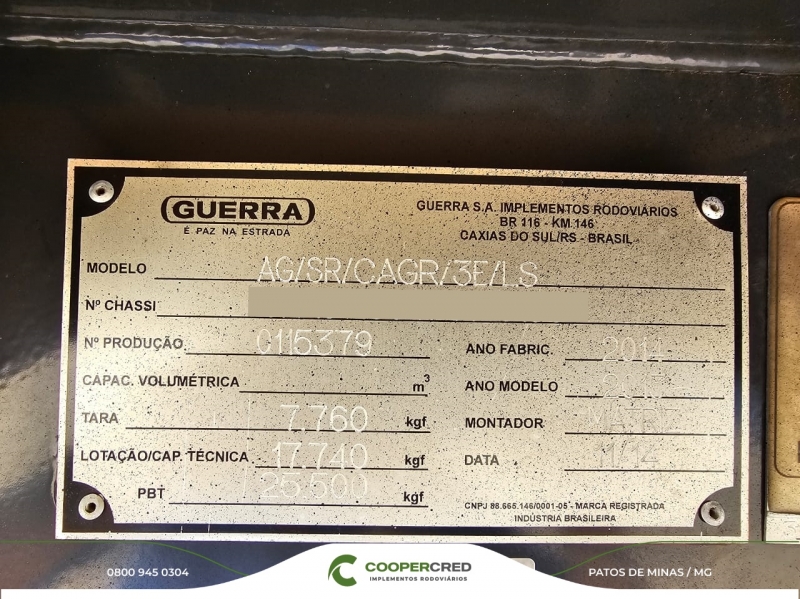 GUERRA
É PAZ NA ESTRADA
GUERRA S.A. IMPLEMENTOS RODOVIÁRIOS
BR 116 - KM 146
CAXIAS DO SUL/RS - BRASIL
MODELO AG/SR/CAGR/3E/LS
Nº CHASSI
Nº PRODUÇÃO 0115379
ANO FABRIC. 2014
CAPAC. VOLUMÉTRICA m³
ANO MODELO
TARA 7.760 kgf
MONTADOR
LOTAÇÃO/CAP. TÉCNICA 17.740 kgf
DATA 11/14
PBT 25.500 kgf
CNPJ 88.665.146/0001-05 - MARCA REGISTRADA
INDÚSTRIA BRASILEIRA
0800 945 0304
COOPERCRED
IMPLEMENTOS RODOVIÁRIOS
PATOS DE MINAS / MG